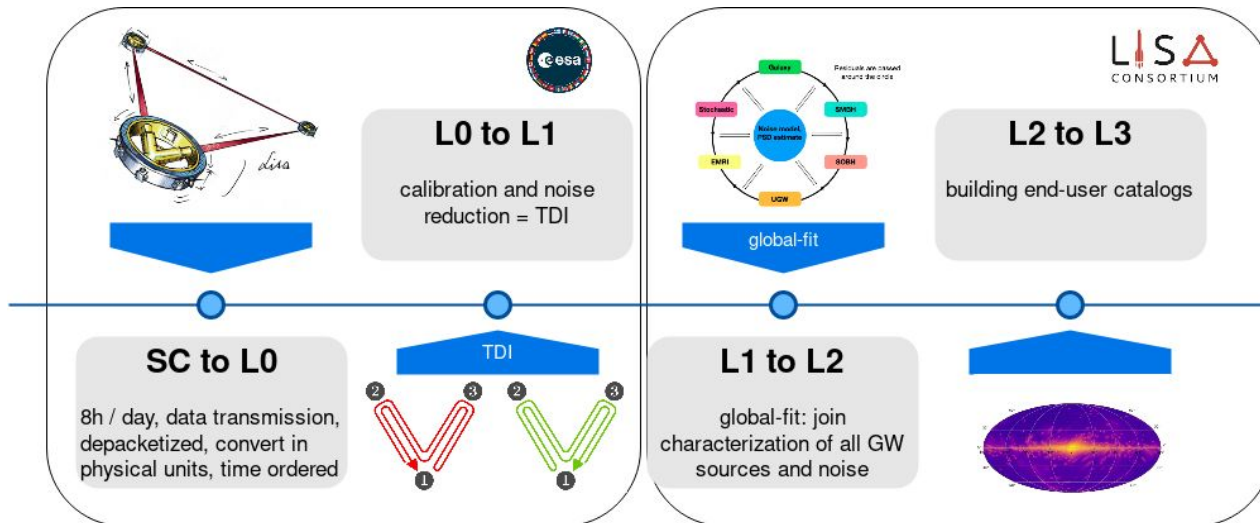 Lisa
esa
L0 to L1
calibration and noise
reduction = TDI
SC to L0
8h / day, data transmission,
depacketized, convert in
physical units, time ordered
TDI
2
3
1
2
3
1
LISA
CONSORTIUM
Galaxy
Residuals are passed
around the circle
Stochastic
SMBH
Noise model,
PSD estimate
EMRI
SOBH
UGW
global-fit
L2 to L3
building end-user catalogs
L1 to L2
global-fit: join
characterization of all GW
sources and noise